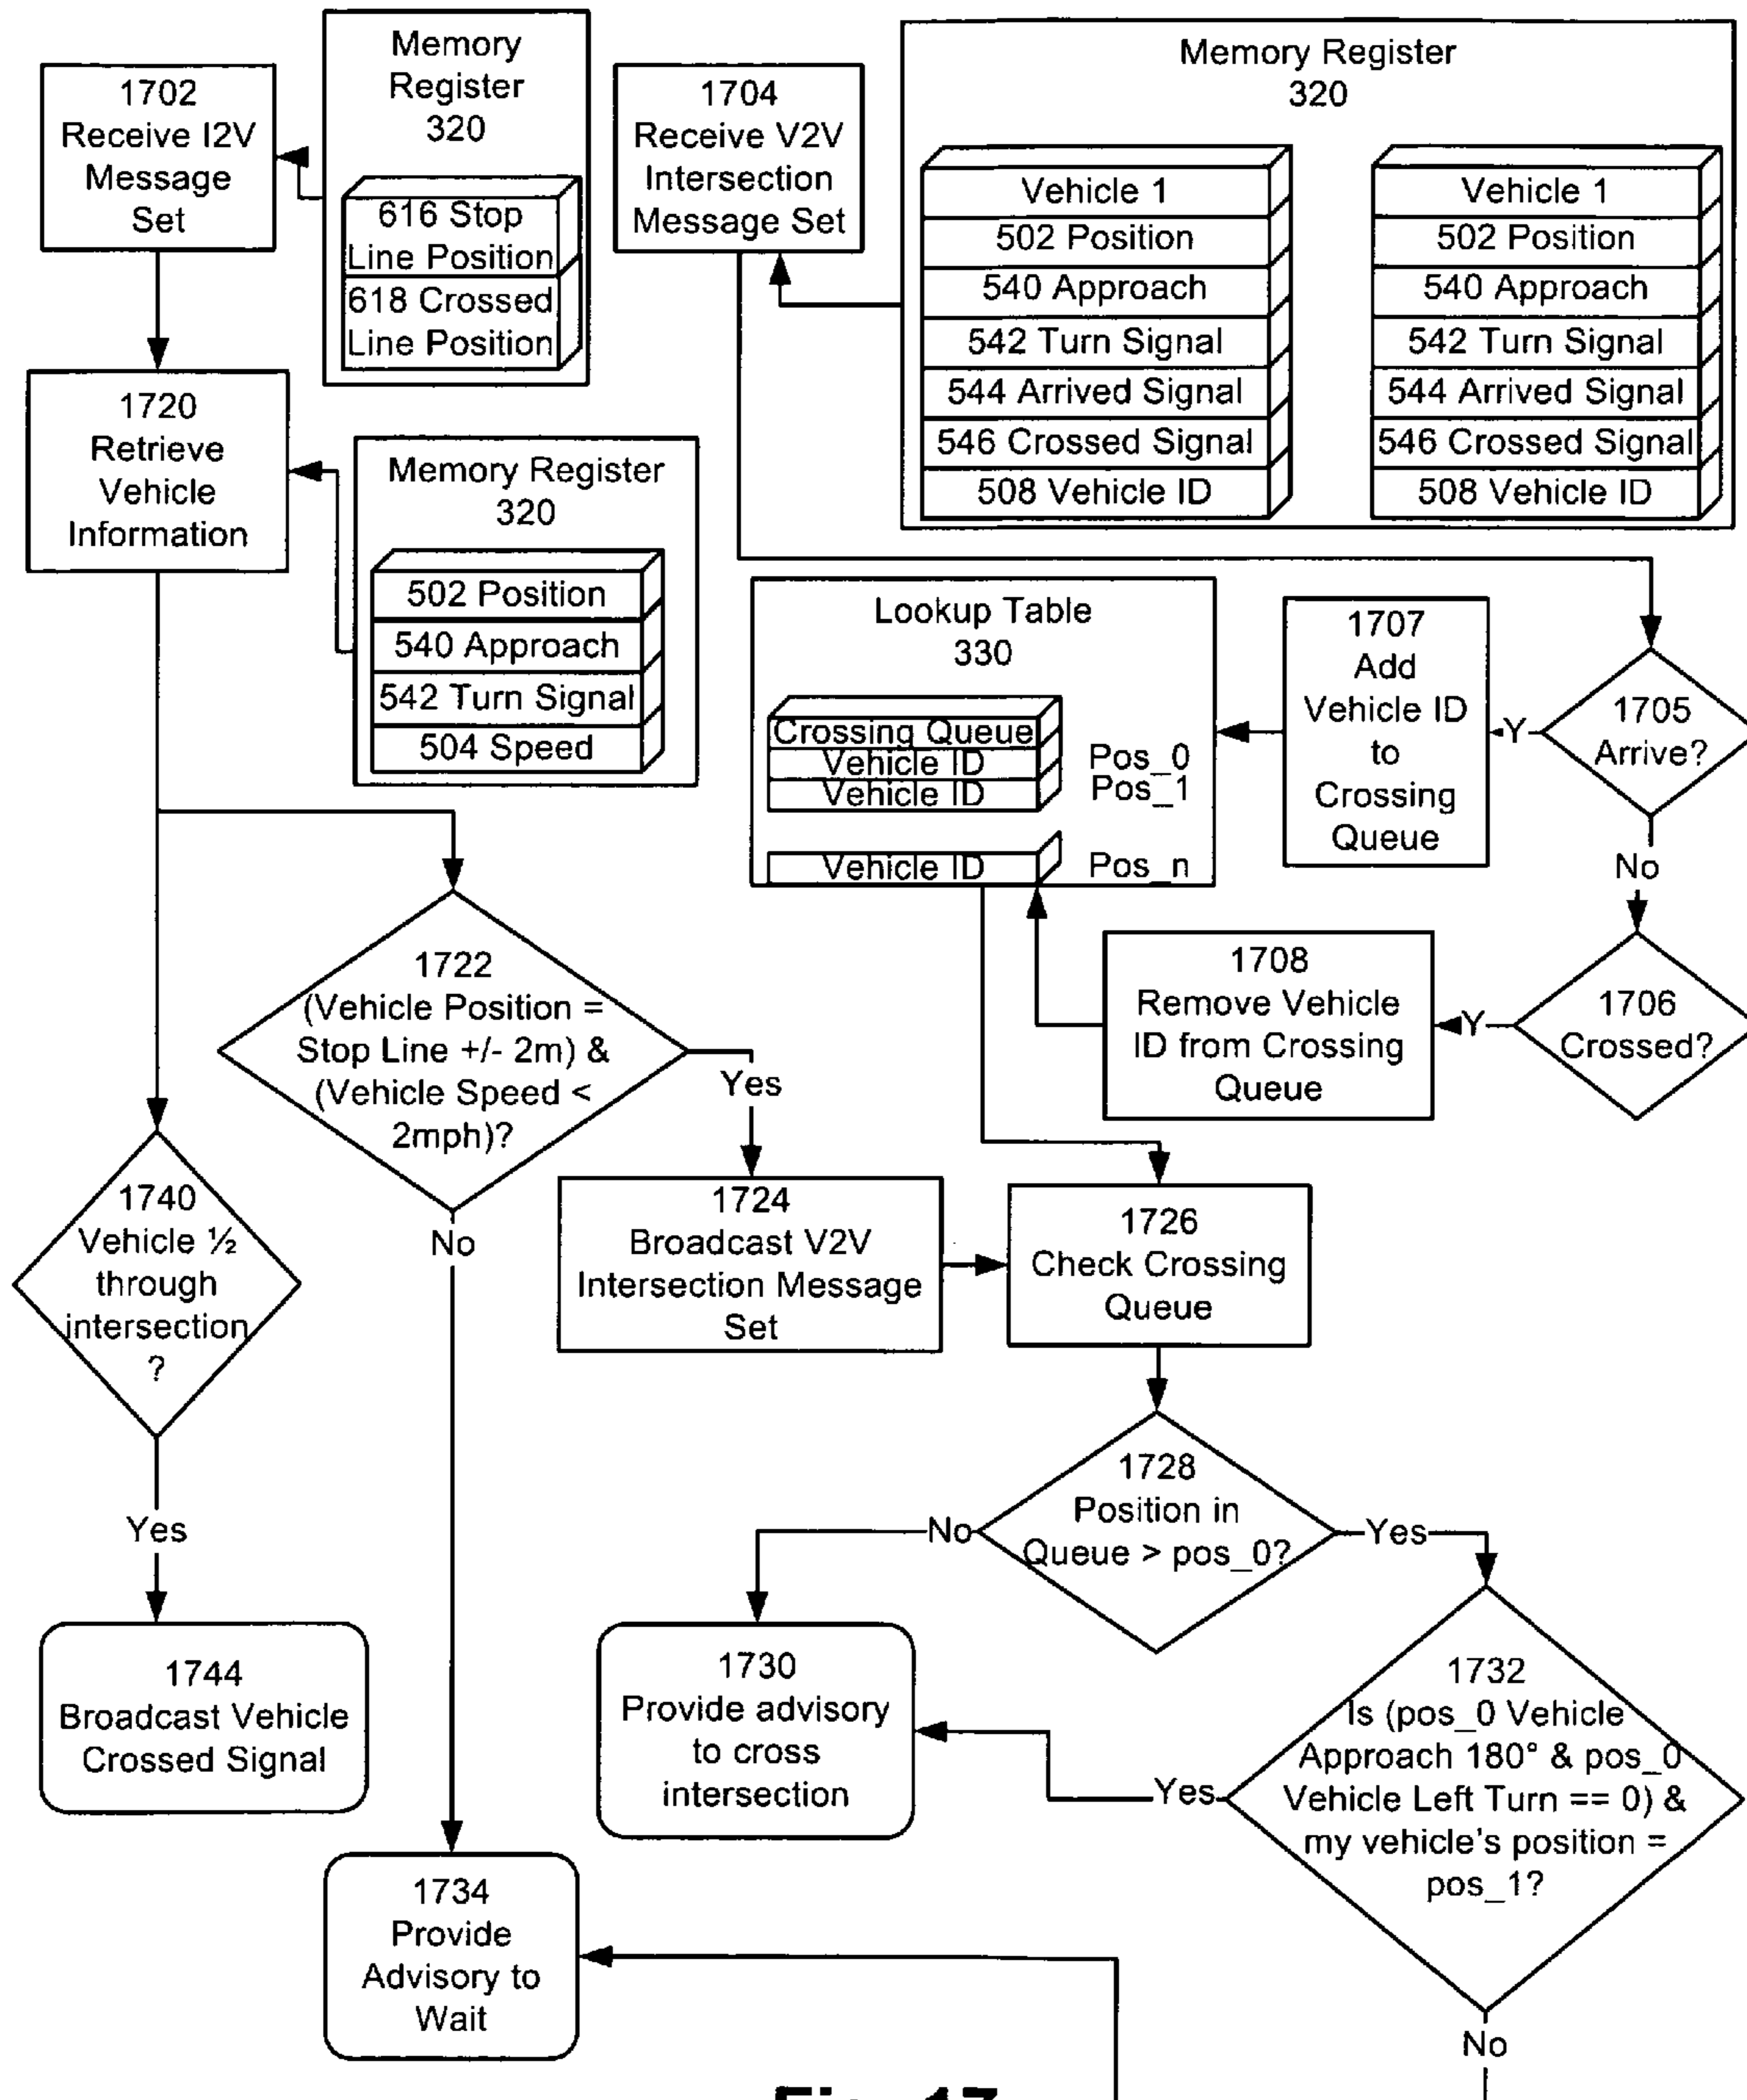 1702
Receive I2V
Message
Set
Memory
Register
320
616 Stop
Line Position
618 Crossed
Line Position
1704
Receive V2V
Intersection
Message Set
Memory Register
320
Vehicle 1
502 Position
540 Approach
542 Turn Signal
544 Arrived Signal
546 Crossed Signal
508 Vehicle ID
Vehicle 1
502 Position
540 Approach
542 Turn Signal
544 Arrived Signal
546 Crossed Signal
508 Vehicle ID
1720
Retrieve
Vehicle
Information
Memory Register
320
502 Position
540 Approach
542 Turn Signal
504 Speed
Lookup Table
330
Crossing Queue
Vehicle ID
Pos_0
Vehicle ID
Pos_1
Vehicle ID
Pos_n
1707
Add
Vehicle ID
to
Crossing
Queue
Y
1705
Arrive?
No
1706
Crossed?
Y
1708
Remove Vehicle
ID from Crossing
Queue
1722
(Vehicle Position =
Stop Line +/- 2m) &
(Vehicle Speed <
2mph)?
Yes
No
1740
Vehicle ½
through
intersection
?
Yes
1724
Broadcast V2V
Intersection Message
Set
1726
Check Crossing
Queue
1728
Position in
Queue > pos_0?
No
Yes
1744
Broadcast Vehicle
Crossed Signal
1730
Provide advisory
to cross
intersection
Yes
1732
Is (pos_0 Vehicle
Approach 180° & pos_0
Vehicle Left Turn == 0) &
my vehicle's position =
pos_1?
No
1734
Provide
Advisory to
Wait
Fig. 17